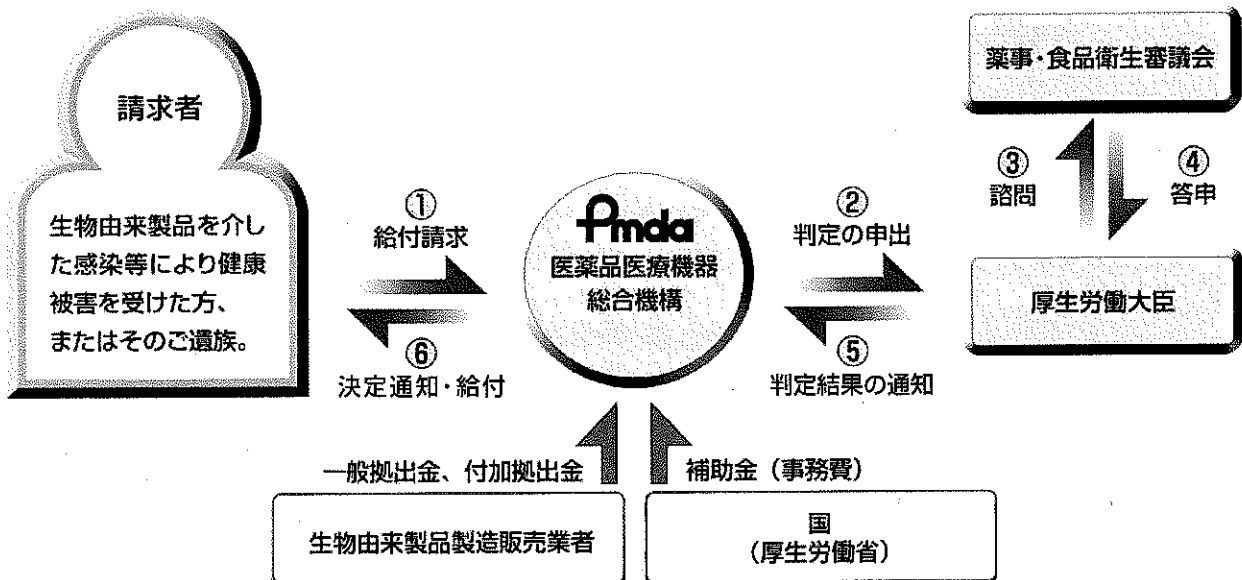 請求者
生物由来製品を介し
た感染等により健康
被害を受けた方、
またはそのご遺族。
①
給付請求
⑥
決定通知・給付
Pmda
医薬品医療機器
総合機構
②
判定の申出
⑤
判定結果の通知
薬事・食品衛生審議会
③
諮問
④
答申
厚生労働大臣
一般拠出金、付加拠出金
補助金（事務費）
生物由来製品製造販売業者
国
（厚生労働省）